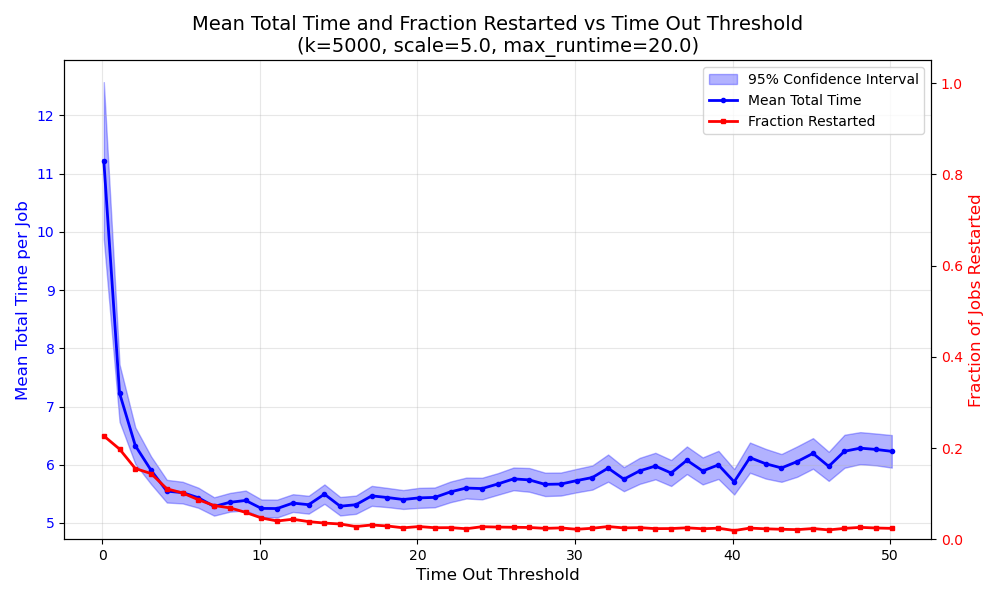 Mean Total Time and Fraction Restarted vs Time Out Threshold
(k=5000, scale=5.0, max_runtime=20.0)
95% Confidence Interval
Mean Total Time
Fraction Restarted
Mean Total Time per Job
12
11
10
9
8
7
6
5
1.0
0.8
0.6
0.4
0.2
0.0
Fraction of Jobs Restarted
0
10
20
30
40
50
Time Out Threshold